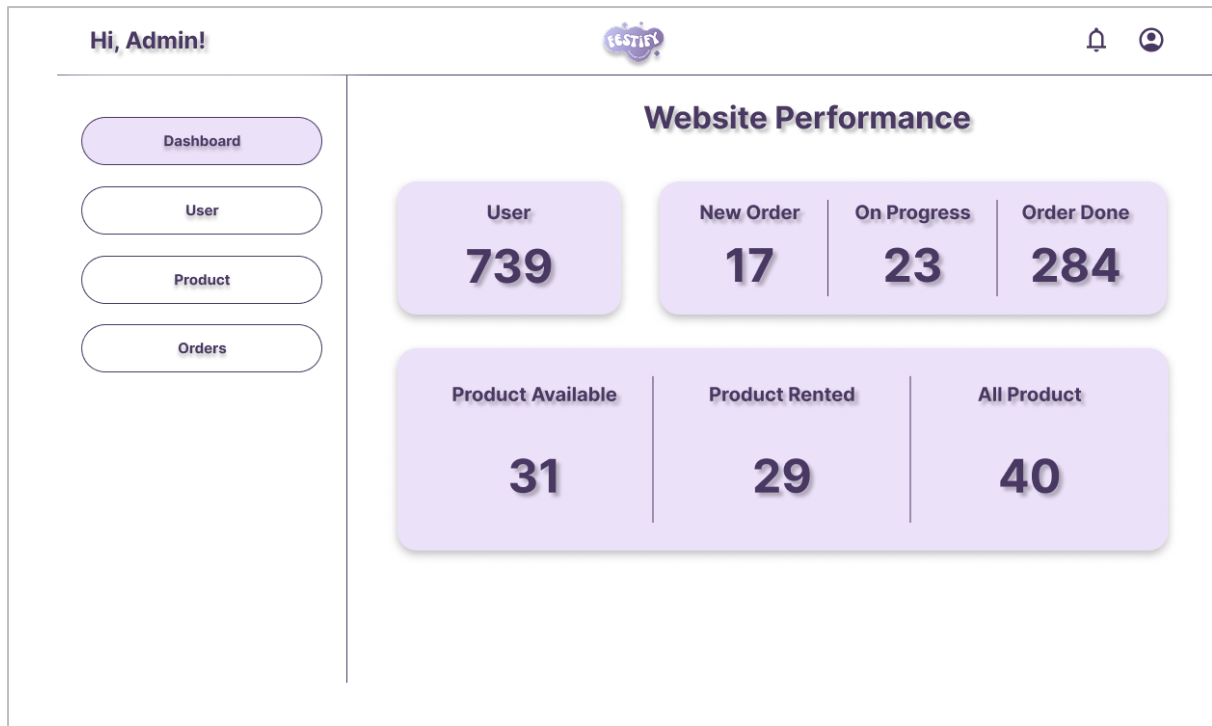 Hi, Admin!
FESTIFY
Dashboard
User
Product
Orders
Website Performance
User
739
New Order
17
On Progress
23
Order Done
284
Product Available
31
Product Rented
29
All Product
40